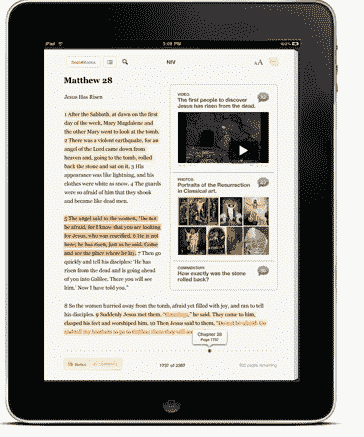 iPad
3:08 PM
NIV
AA
Matthew 28
Jesus Has Risen
1 After the Sabbath, at dawn on the first
day of the week, Mary Magdalene and
the other Mary went to look at the tomb.
2 There was a violent earthquake, for an
angel of the Lord came down from
heaven and, going to the tomb, rolled
back the stone and sat on it. 3 His
appearance was like lightning, and his
clothes were white as snow. 4 The guards
were so afraid of him that they shook
and became like dead men.
5 The angel said to the women, "Do not
be afraid, for I know that you are looking
for Jesus, who was crucified. 6 He is not
here; he has risen, just as he said. Come
and see the place where he lay. 7 Then go
quickly and tell his disciples: 'He has
risen from the dead and is going ahead
of you into Galilee. There you will see
him.' Now I have told you."
VIDEO:
The first people to discover
Jesus has risen from the dead.
PHOTOS:
Portraits of the Resurrection
in Classical art.
COMMENTARY:
How exactly was the stone
rolled back?
8 So the women hurried away from the tomb, afraid yet filled with joy, and ran to tell
his disciples. 9 Suddenly Jesus met them. "Greetings," he said. They came to him,
clasped his feet and worshiped him. 10 Then Jesus said to them, "Do not be afraid. Go
and tell my brothers to go to Galilee; there they will
Chapter 28
Notes